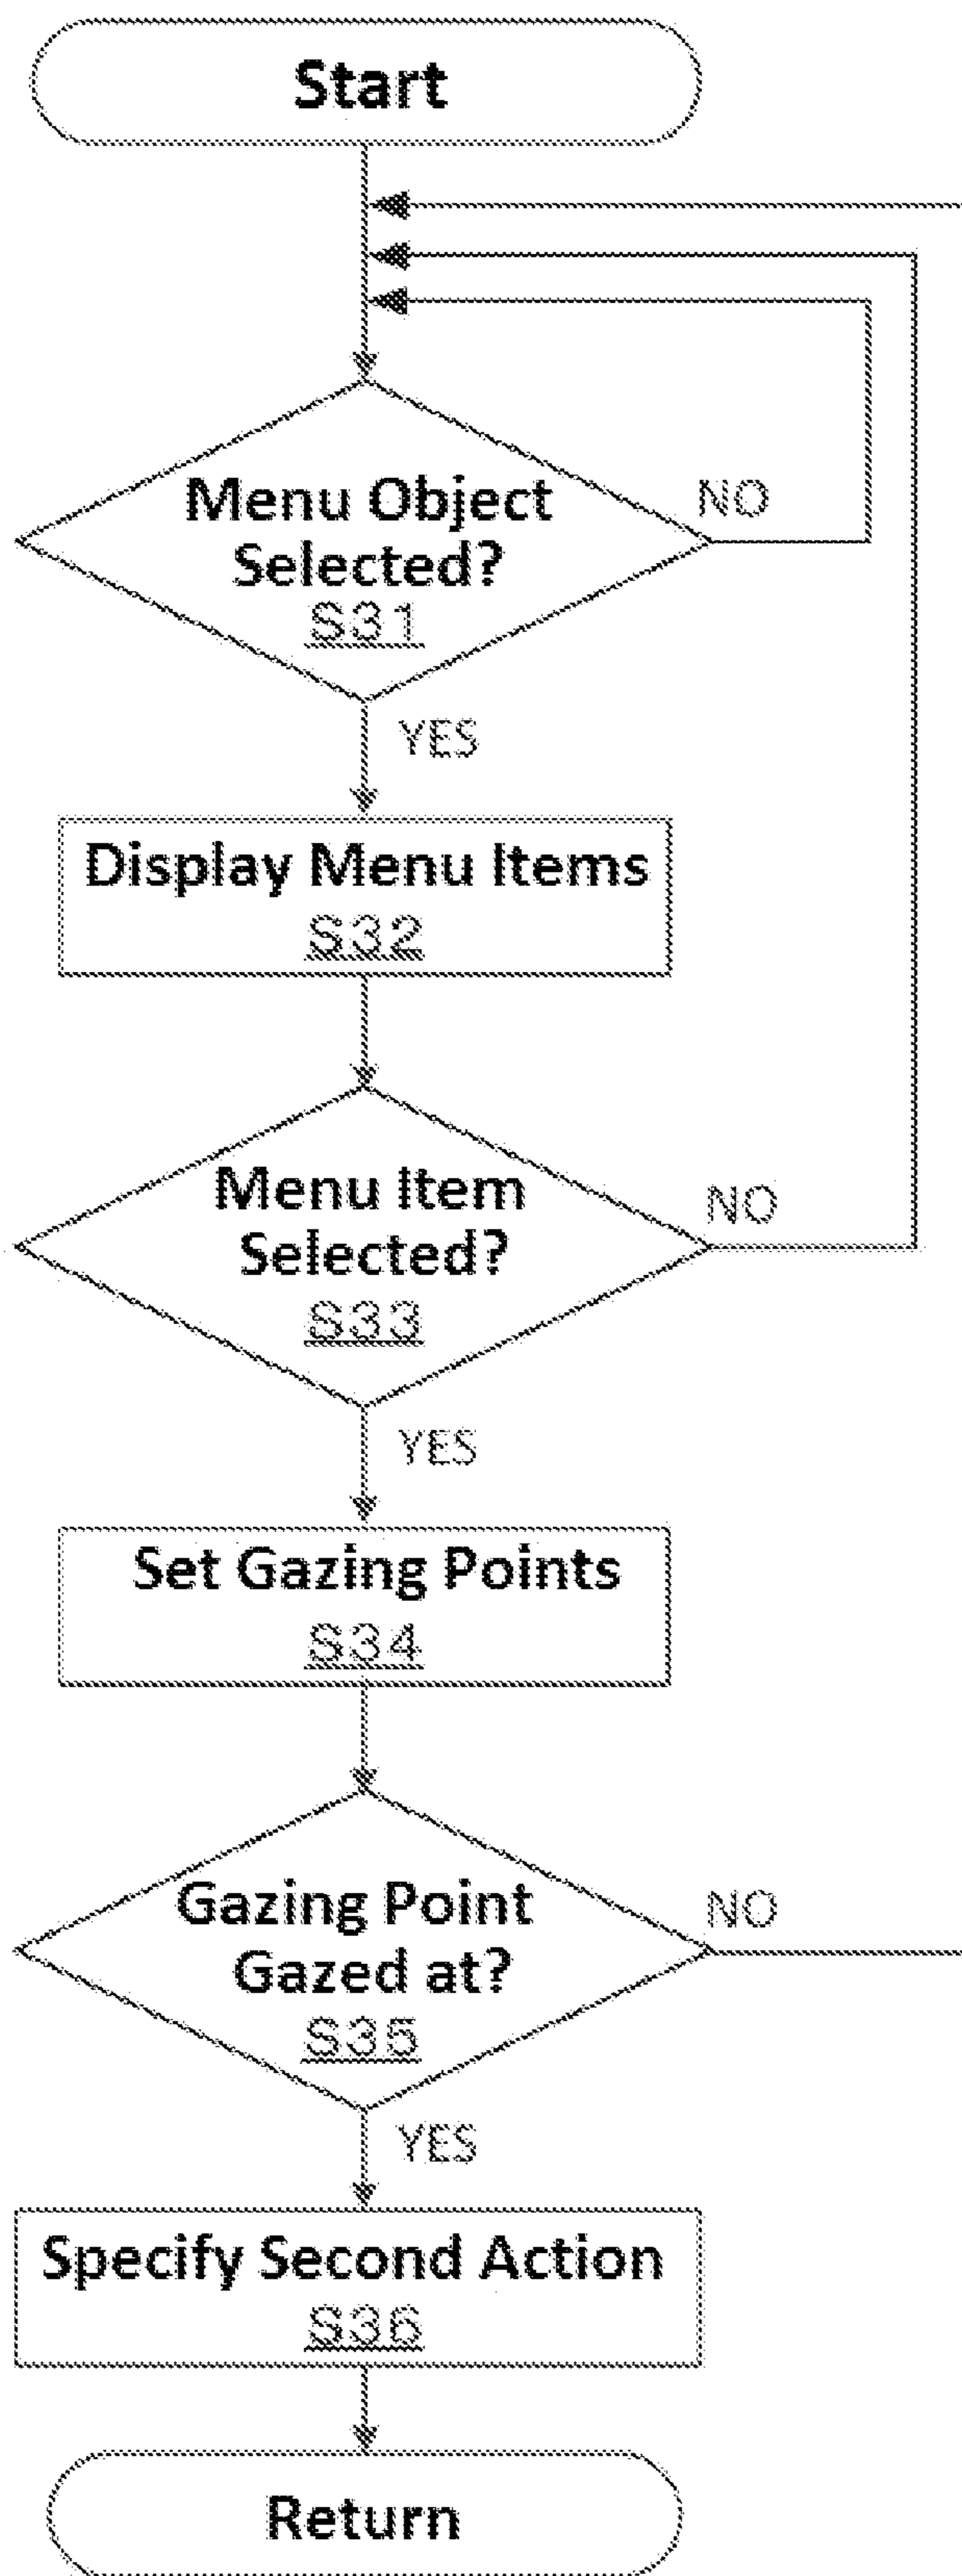 Start
Menu Object
Selected?
S31
NO
YES
Display Menu Items
S32
Menu Item
Selected?
S33
NO
YES
Set Gazing Points
S34
Gazing Point
Gazed at?
S35
NO
YES
Specify Second Action
S36
Return